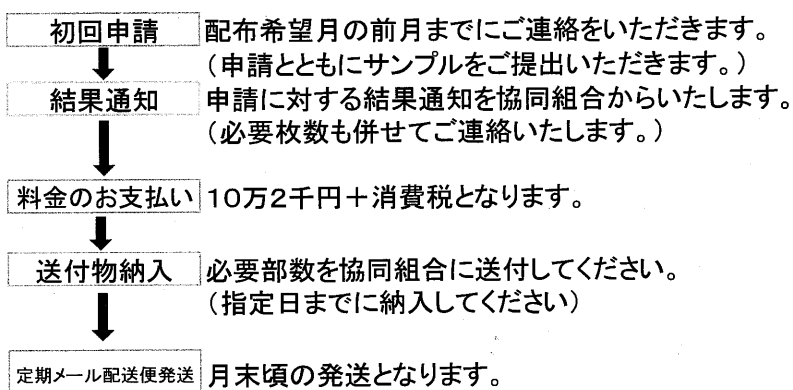 初回申請 配布希望月の前月までにご連絡をいただきます。
（申請とともにサンプルをご提出いただきます。）
結果通知 申請に対する結果通知を協同組合からいたします。
（必要枚数も併せてご連絡いたします。）
料金のお支払い 10万2千円＋消費税となります。
送付物納入 必要部数を協同組合に送付してください。
（指定日までに納入してください）
定期メール配送便発送 月末頃の発送となります。